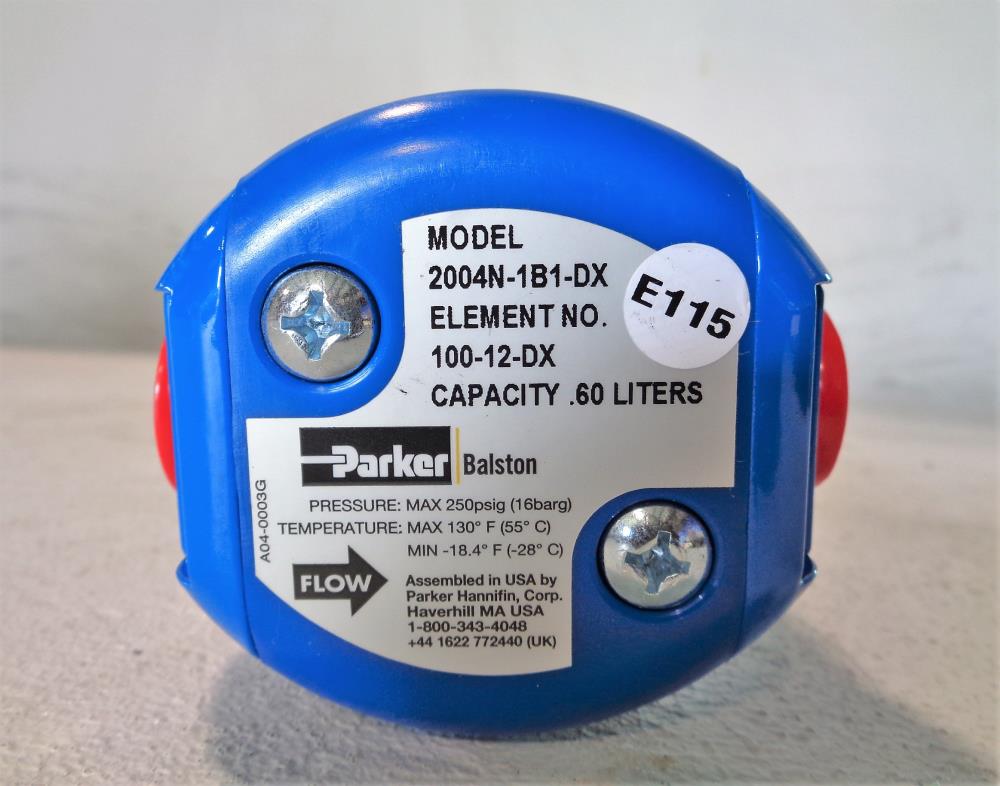 MODEL
2004N-1B1-DX
ELEMENT NO.
100-12-DX
CAPACITY .60 LITERS
E115
Parker Balston
PRESSURE: MAX 250psig (16barg)
TEMPERATURE: MAX 130° F (55° C)
MIN -18.4° F (-28° C)
A04-0003G
FLOW
Assembled in USA by
Parker Hannifin, Corp.
Haverhill MA USA
1-800-343-4048
+44 1622 772440 (UK)